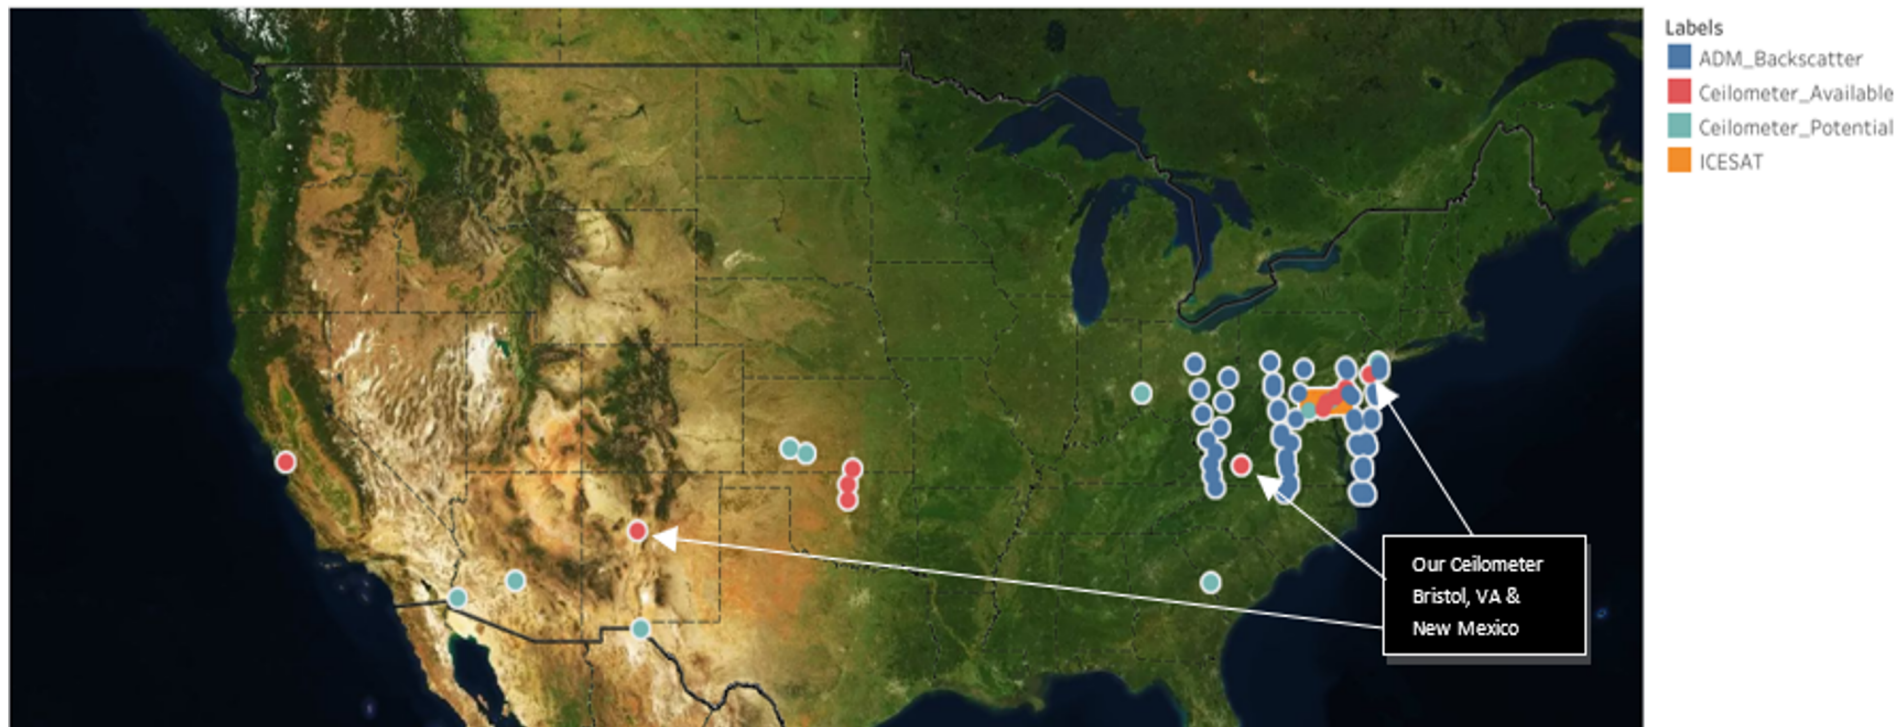 Labels
ADM_Backscatter
Ceilometer_Available
Ceilometer_Potential
ICESAT
Our Ceilometer
Bristol, VA &
New Mexico